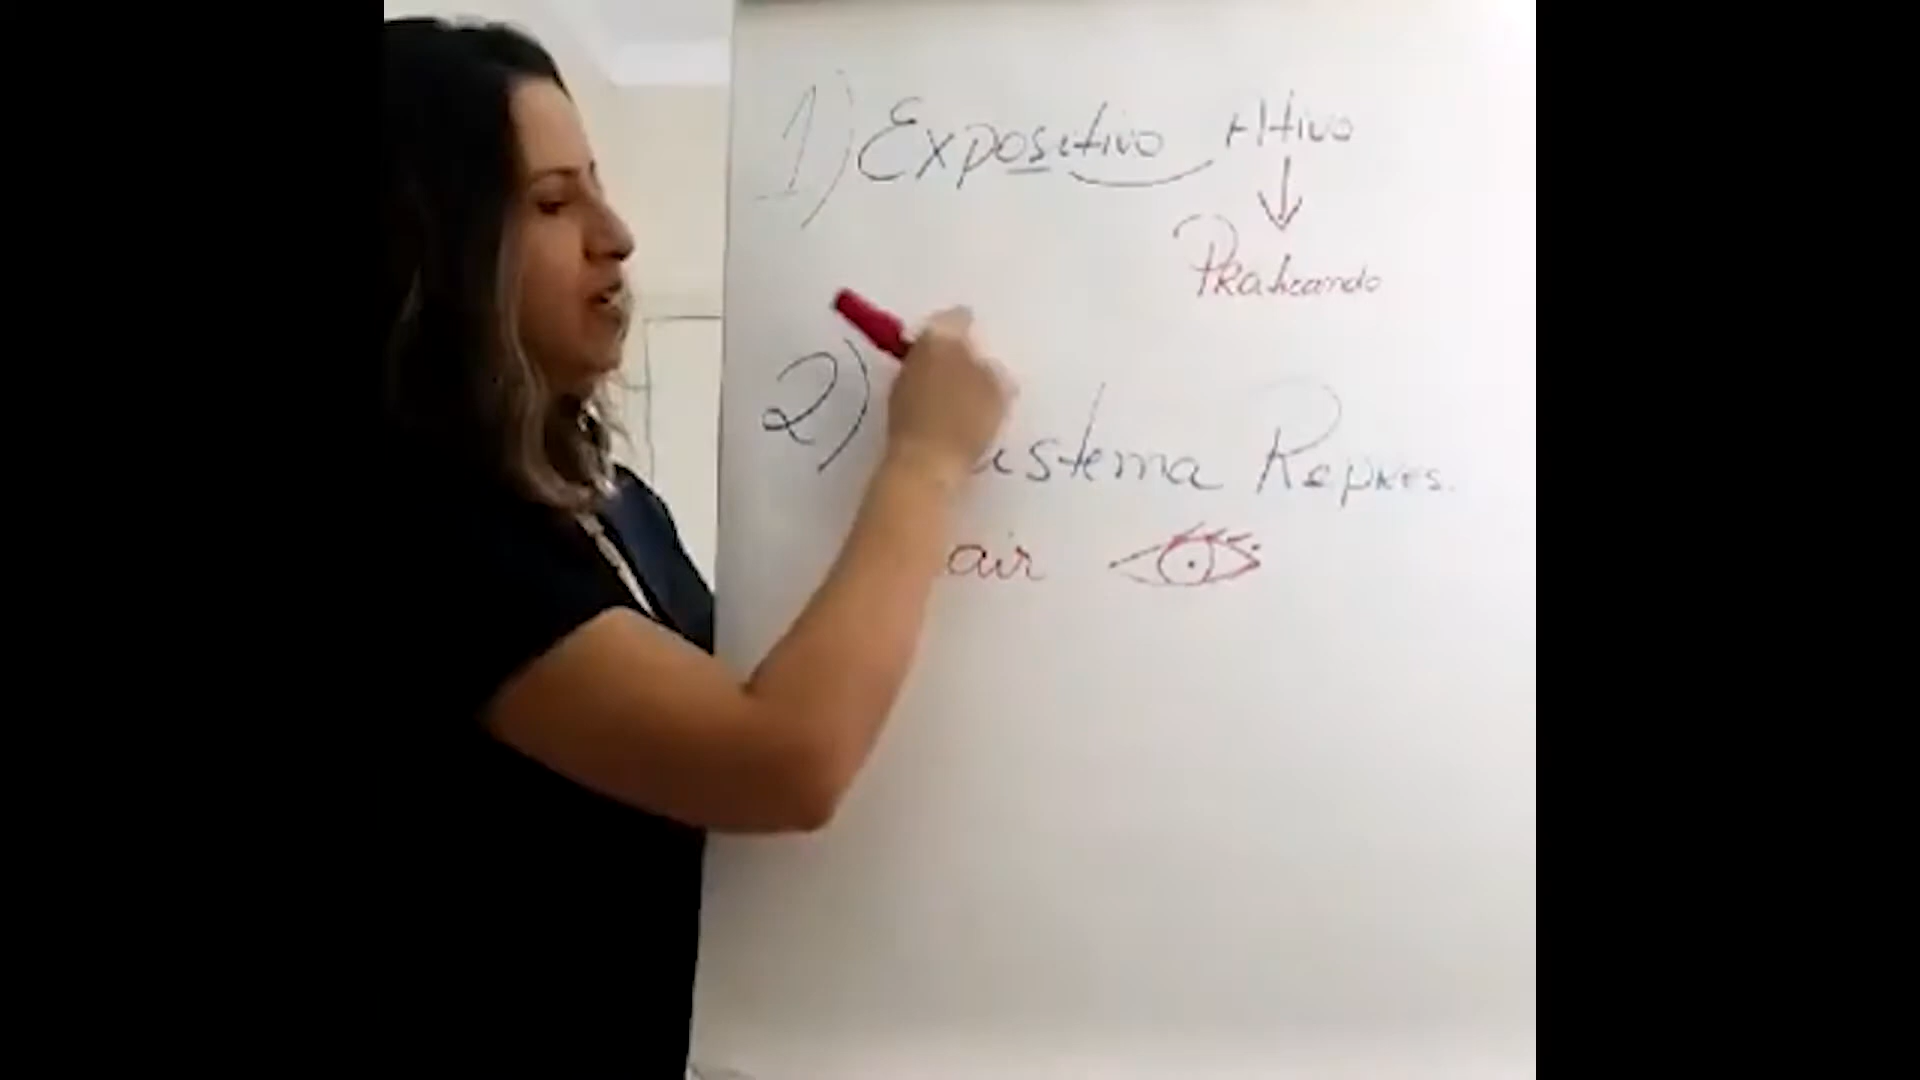 1) Expositivo Ativo
Praticando
2) Sistema Repres.
air